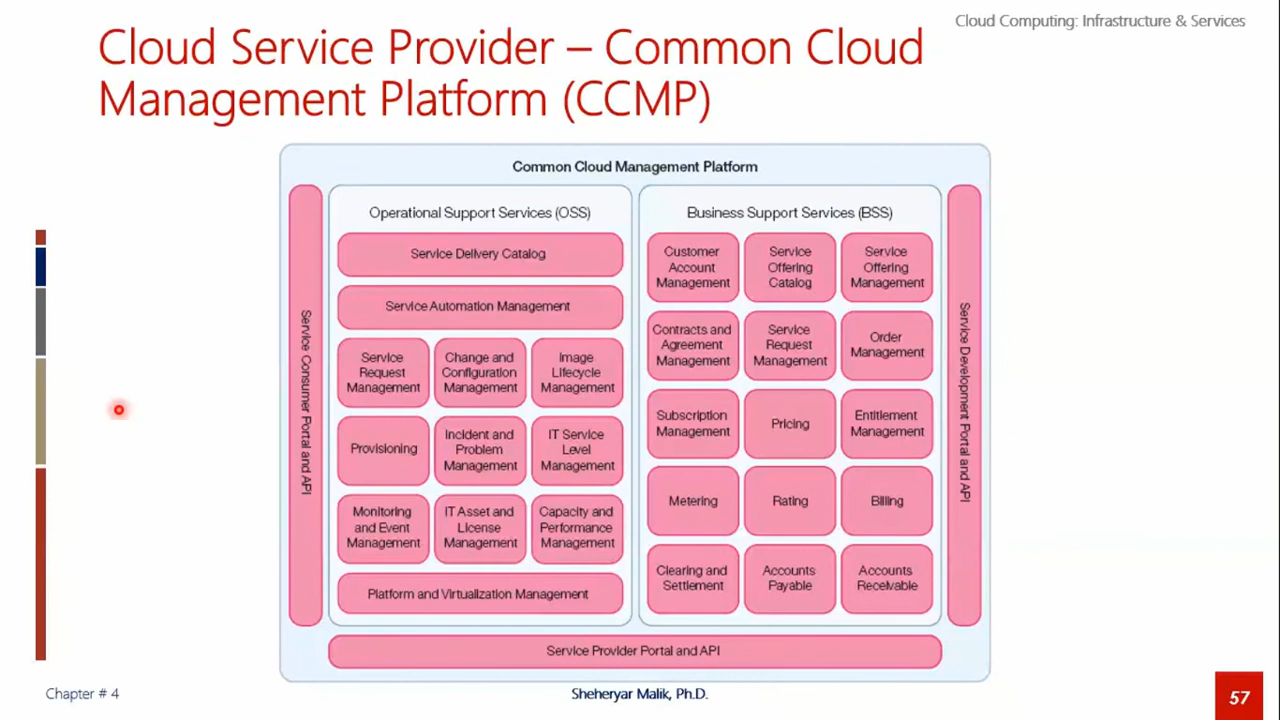 Cloud Computing: Infrastructure & Services
Cloud Service Provider – Common Cloud
Management Platform (CCMP)
Common Cloud Management Platform
Service Consumer Portal and API
Operational Support Services (OSS)
Service Delivery Catalog
Service Automation Management
Service
Request
Management
Change and
Configuration
Management
Image
Lifecycle
Management
Provisioning
Incident and
Problem
Management
IT Service
Level
Management
Monitoring
and Event
Management
IT Asset and
License
Management
Capacity and
Performance
Management
Platform and Virtualization Management
Business Support Services (BSS)
Customer
Account
Management
Service
Offering
Catalog
Service
Offering
Management
Contracts and
Agreement
Management
Service
Request
Management
Order
Management
Subscription
Management
Pricing
Entitlement
Management
Metering
Rating
Billing
Clearing and
Settlement
Accounts
Payable
Accounts
Receivable
Service Development Portal and API
Service Provider Portal and API
Chapter # 4
Sheheryar Malik, Ph.D.
57